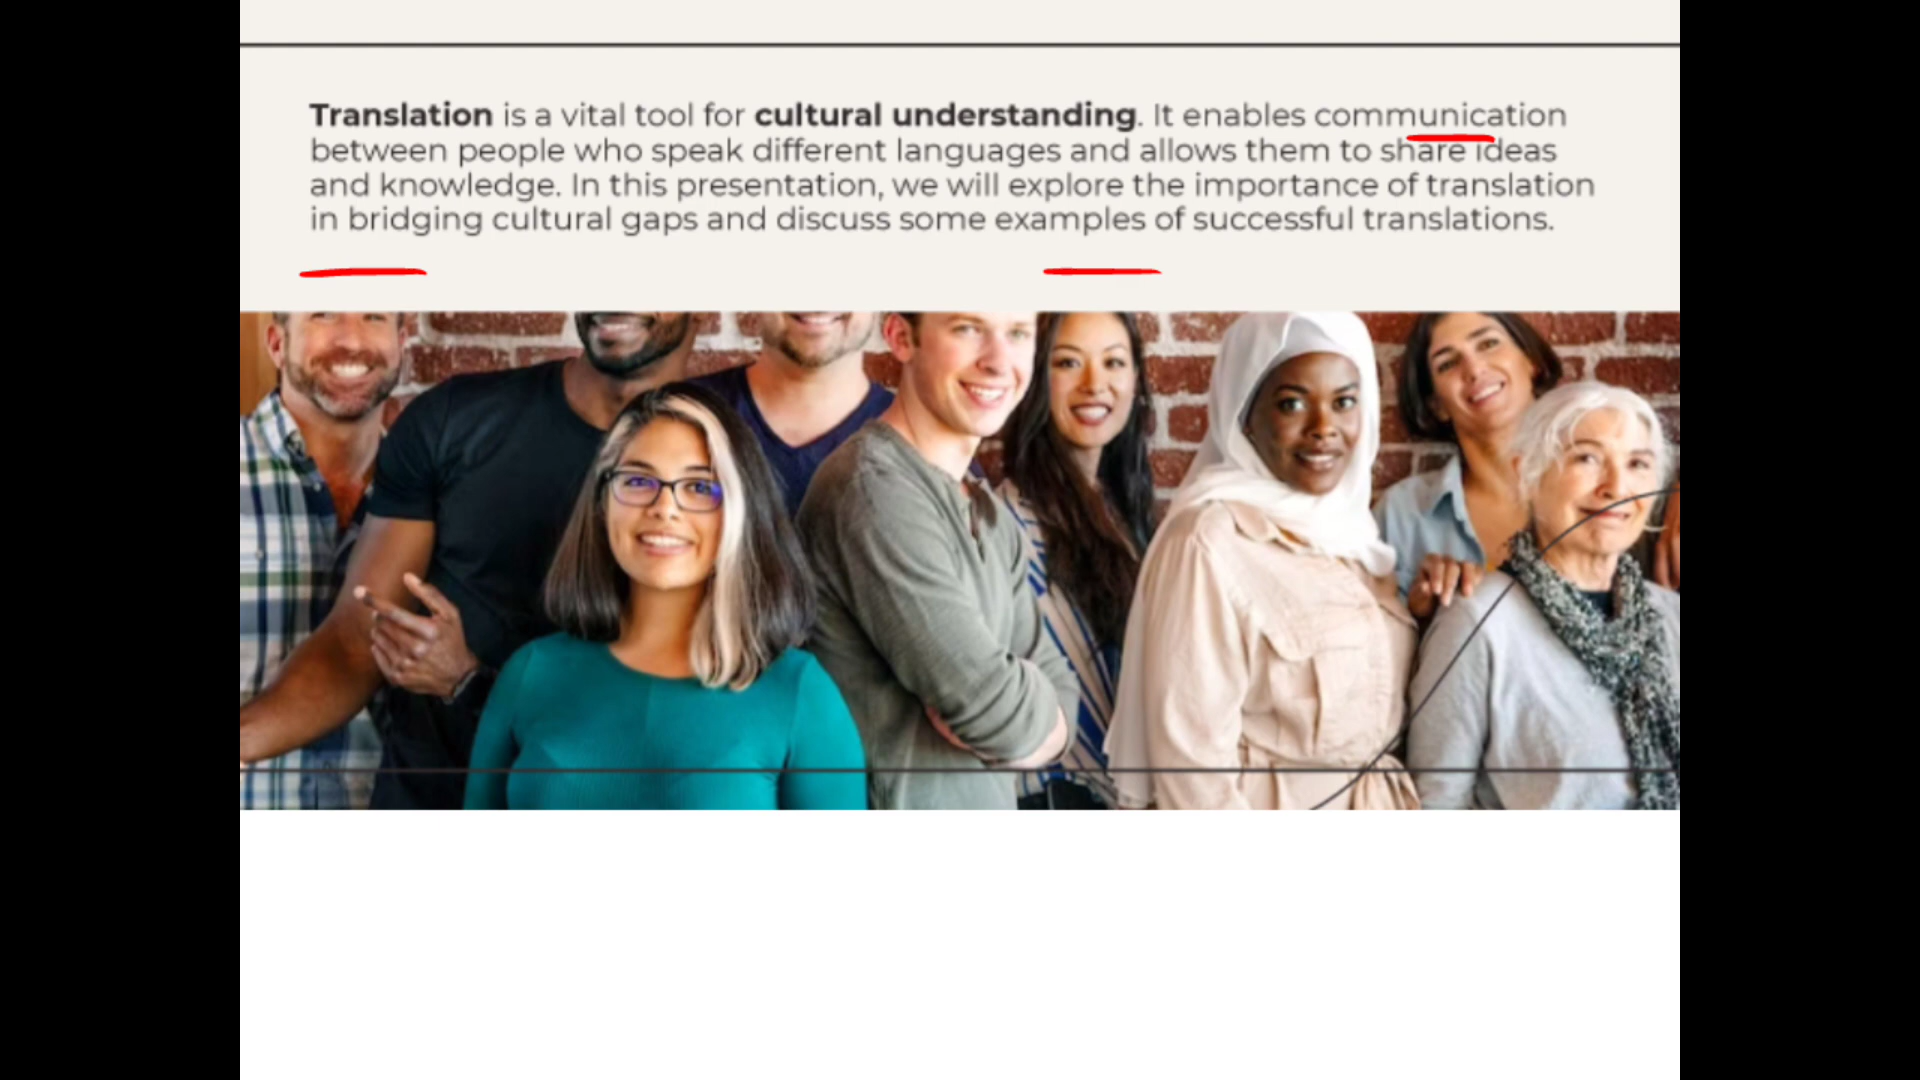 Translation is a vital tool for cultural understanding. It enables communication
between people who speak different languages and allows them to share ideas
and knowledge. In this presentation, we will explore the importance of translation
in bridging cultural gaps and discuss some examples of successful translations.